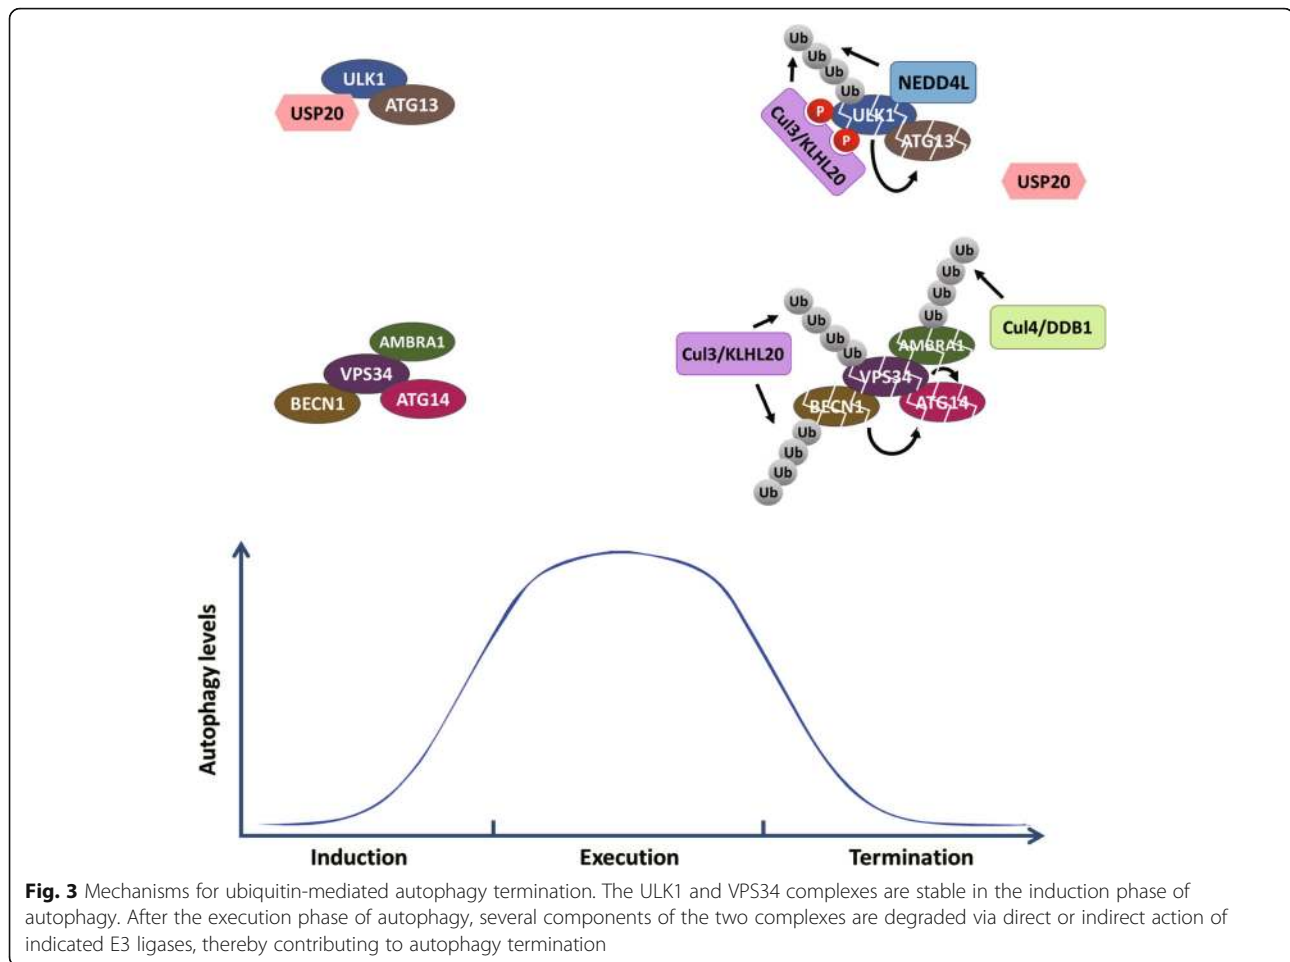 ULK1
USP20
ATG13
Ub
Ub
Ub
Ub
NEDD4L
P
ULK1
Cul3/KLHL20
P
ATG13
USP20
AMBRA1
VPS34
BECN1
ATG14
Ub
Ub
Ub
Ub
Cul4/DDB1
Ub
Ub
Ub
Ub
Cul3/KLHL20
AMBRA1
VPS34
BECN1
ATG14
Ub
Ub
Ub
Ub
Autophagy levels
Induction
Execution
Termination
Fig. 3 Mechanisms for ubiquitin-mediated autophagy termination. The ULK1 and VPS34 complexes are stable in the induction phase of
autophagy. After the execution phase of autophagy, several components of the two complexes are degraded via direct or indirect action of
indicated E3 ligases, thereby contributing to autophagy termination